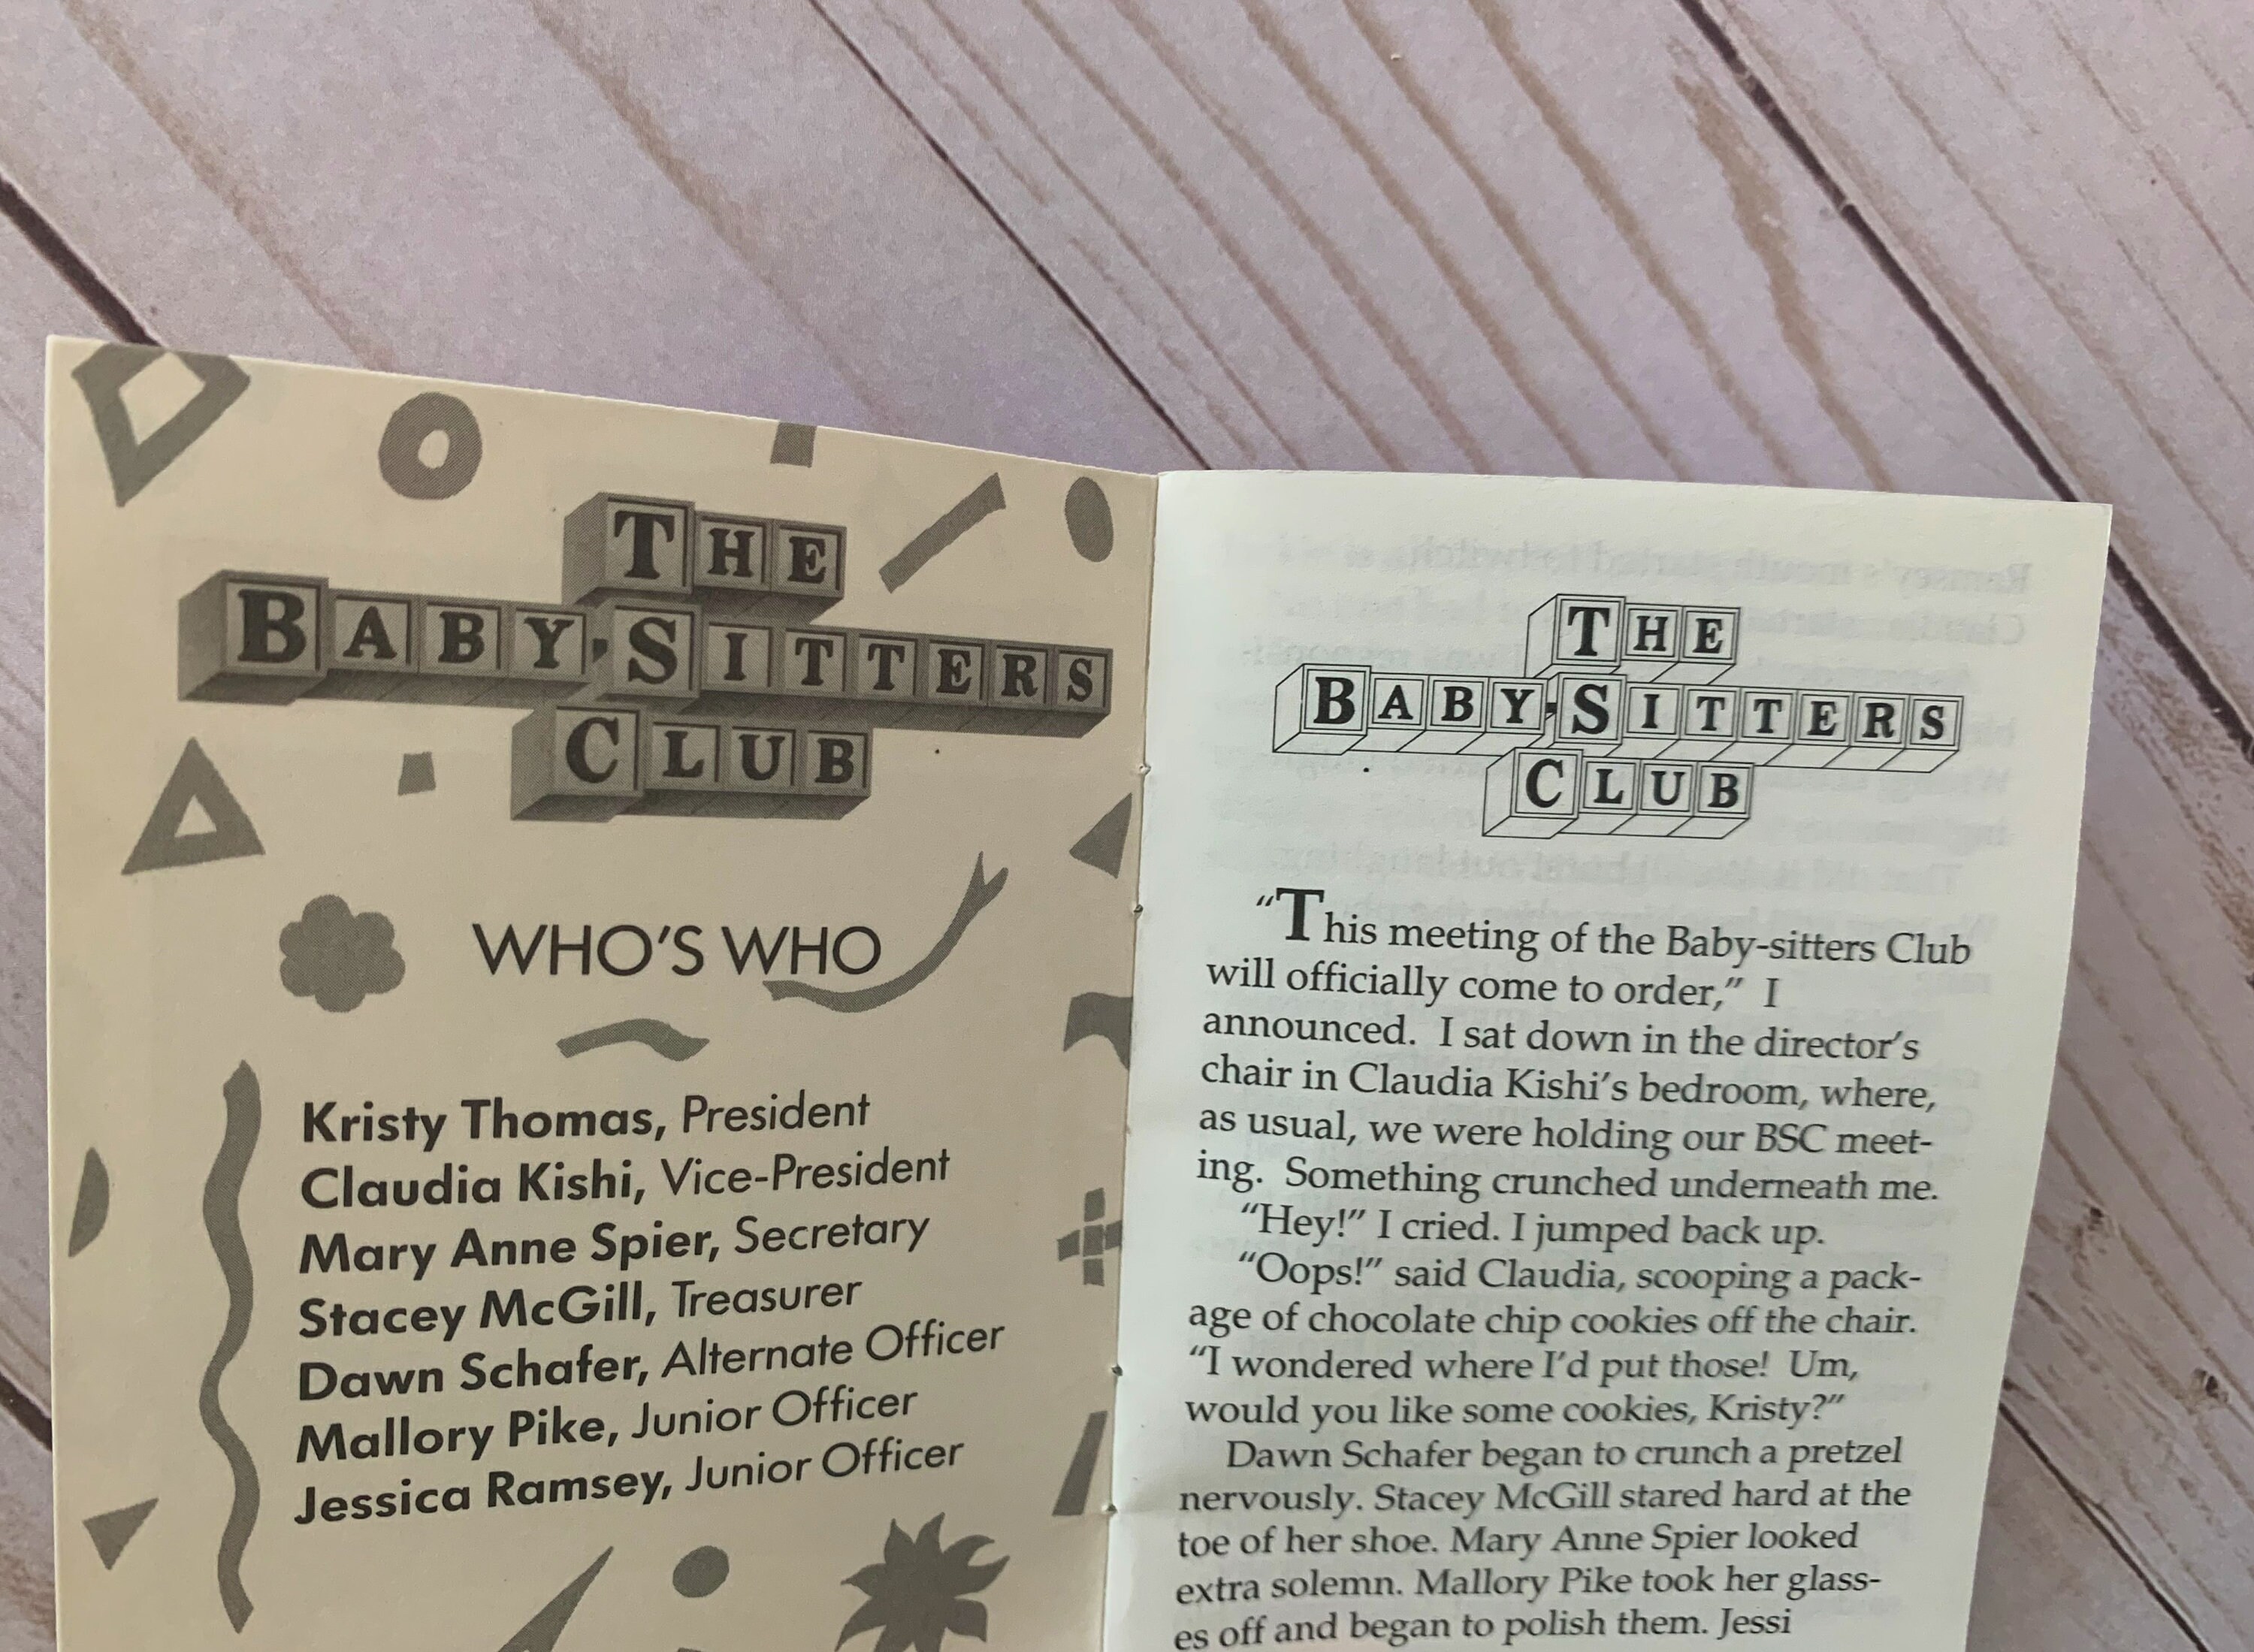 THE
BABY-SITTERS
CLUB
WHO'S WHO
Kristy Thomas, President
Claudia Kishi, Vice-President
Mary Anne Spier, Secretary
Stacey McGill, Treasurer
Dawn Schafer, Alternate Officer
Mallory Pike, Junior Officer
Jessica Ramsey, Junior Officer
THE
BABY-SITTERS
CLUB
“This meeting of the Baby-sitters Club
will officially come to order,” I
announced. I sat down in the director’s
chair in Claudia Kishi’s bedroom, where,
as usual, we were holding our BSC meet-
ing. Something crunched underneath me.
“Hey!” I cried. I jumped back up.
“Oops!” said Claudia, scooping a pack-
age of chocolate chip cookies off the chair.
“I wondered where I’d put those! Um,
would you like some cookies, Kristy?”
Dawn Schafer began to crunch a pretzel
nervously. Stacey McGill stared hard at the
toe of her shoe. Mary Anne Spier looked
extra solemn. Mallory Pike took her glass-
es off and began to polish them. Jessi